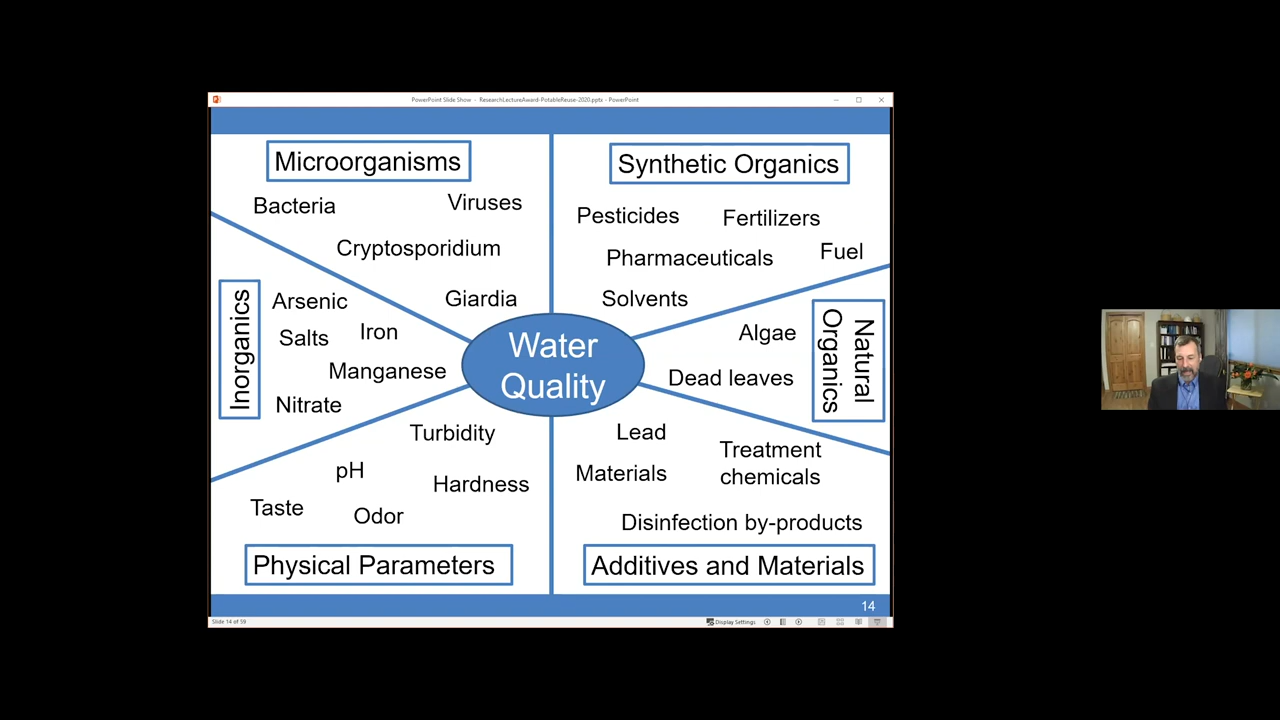 PowerPoint Slide Show - ResearchLectureAward-PotableReuse-2020.pptx - PowerPoint
Microorganisms
Bacteria
Viruses
Cryptosporidium
Giardia
Synthetic Organics
Pesticides
Fertilizers
Pharmaceuticals
Fuel
Solvents
Inorganics
Arsenic
Salts
Iron
Manganese
Nitrate
Water
Quality
Natural
Organics
Algae
Dead leaves
Turbidity
pH
Hardness
Taste
Odor
Physical Parameters
Lead
Treatment
chemicals
Materials
Disinfection by-products
Additives and Materials
14
Slide 14 of 59
Display Settings